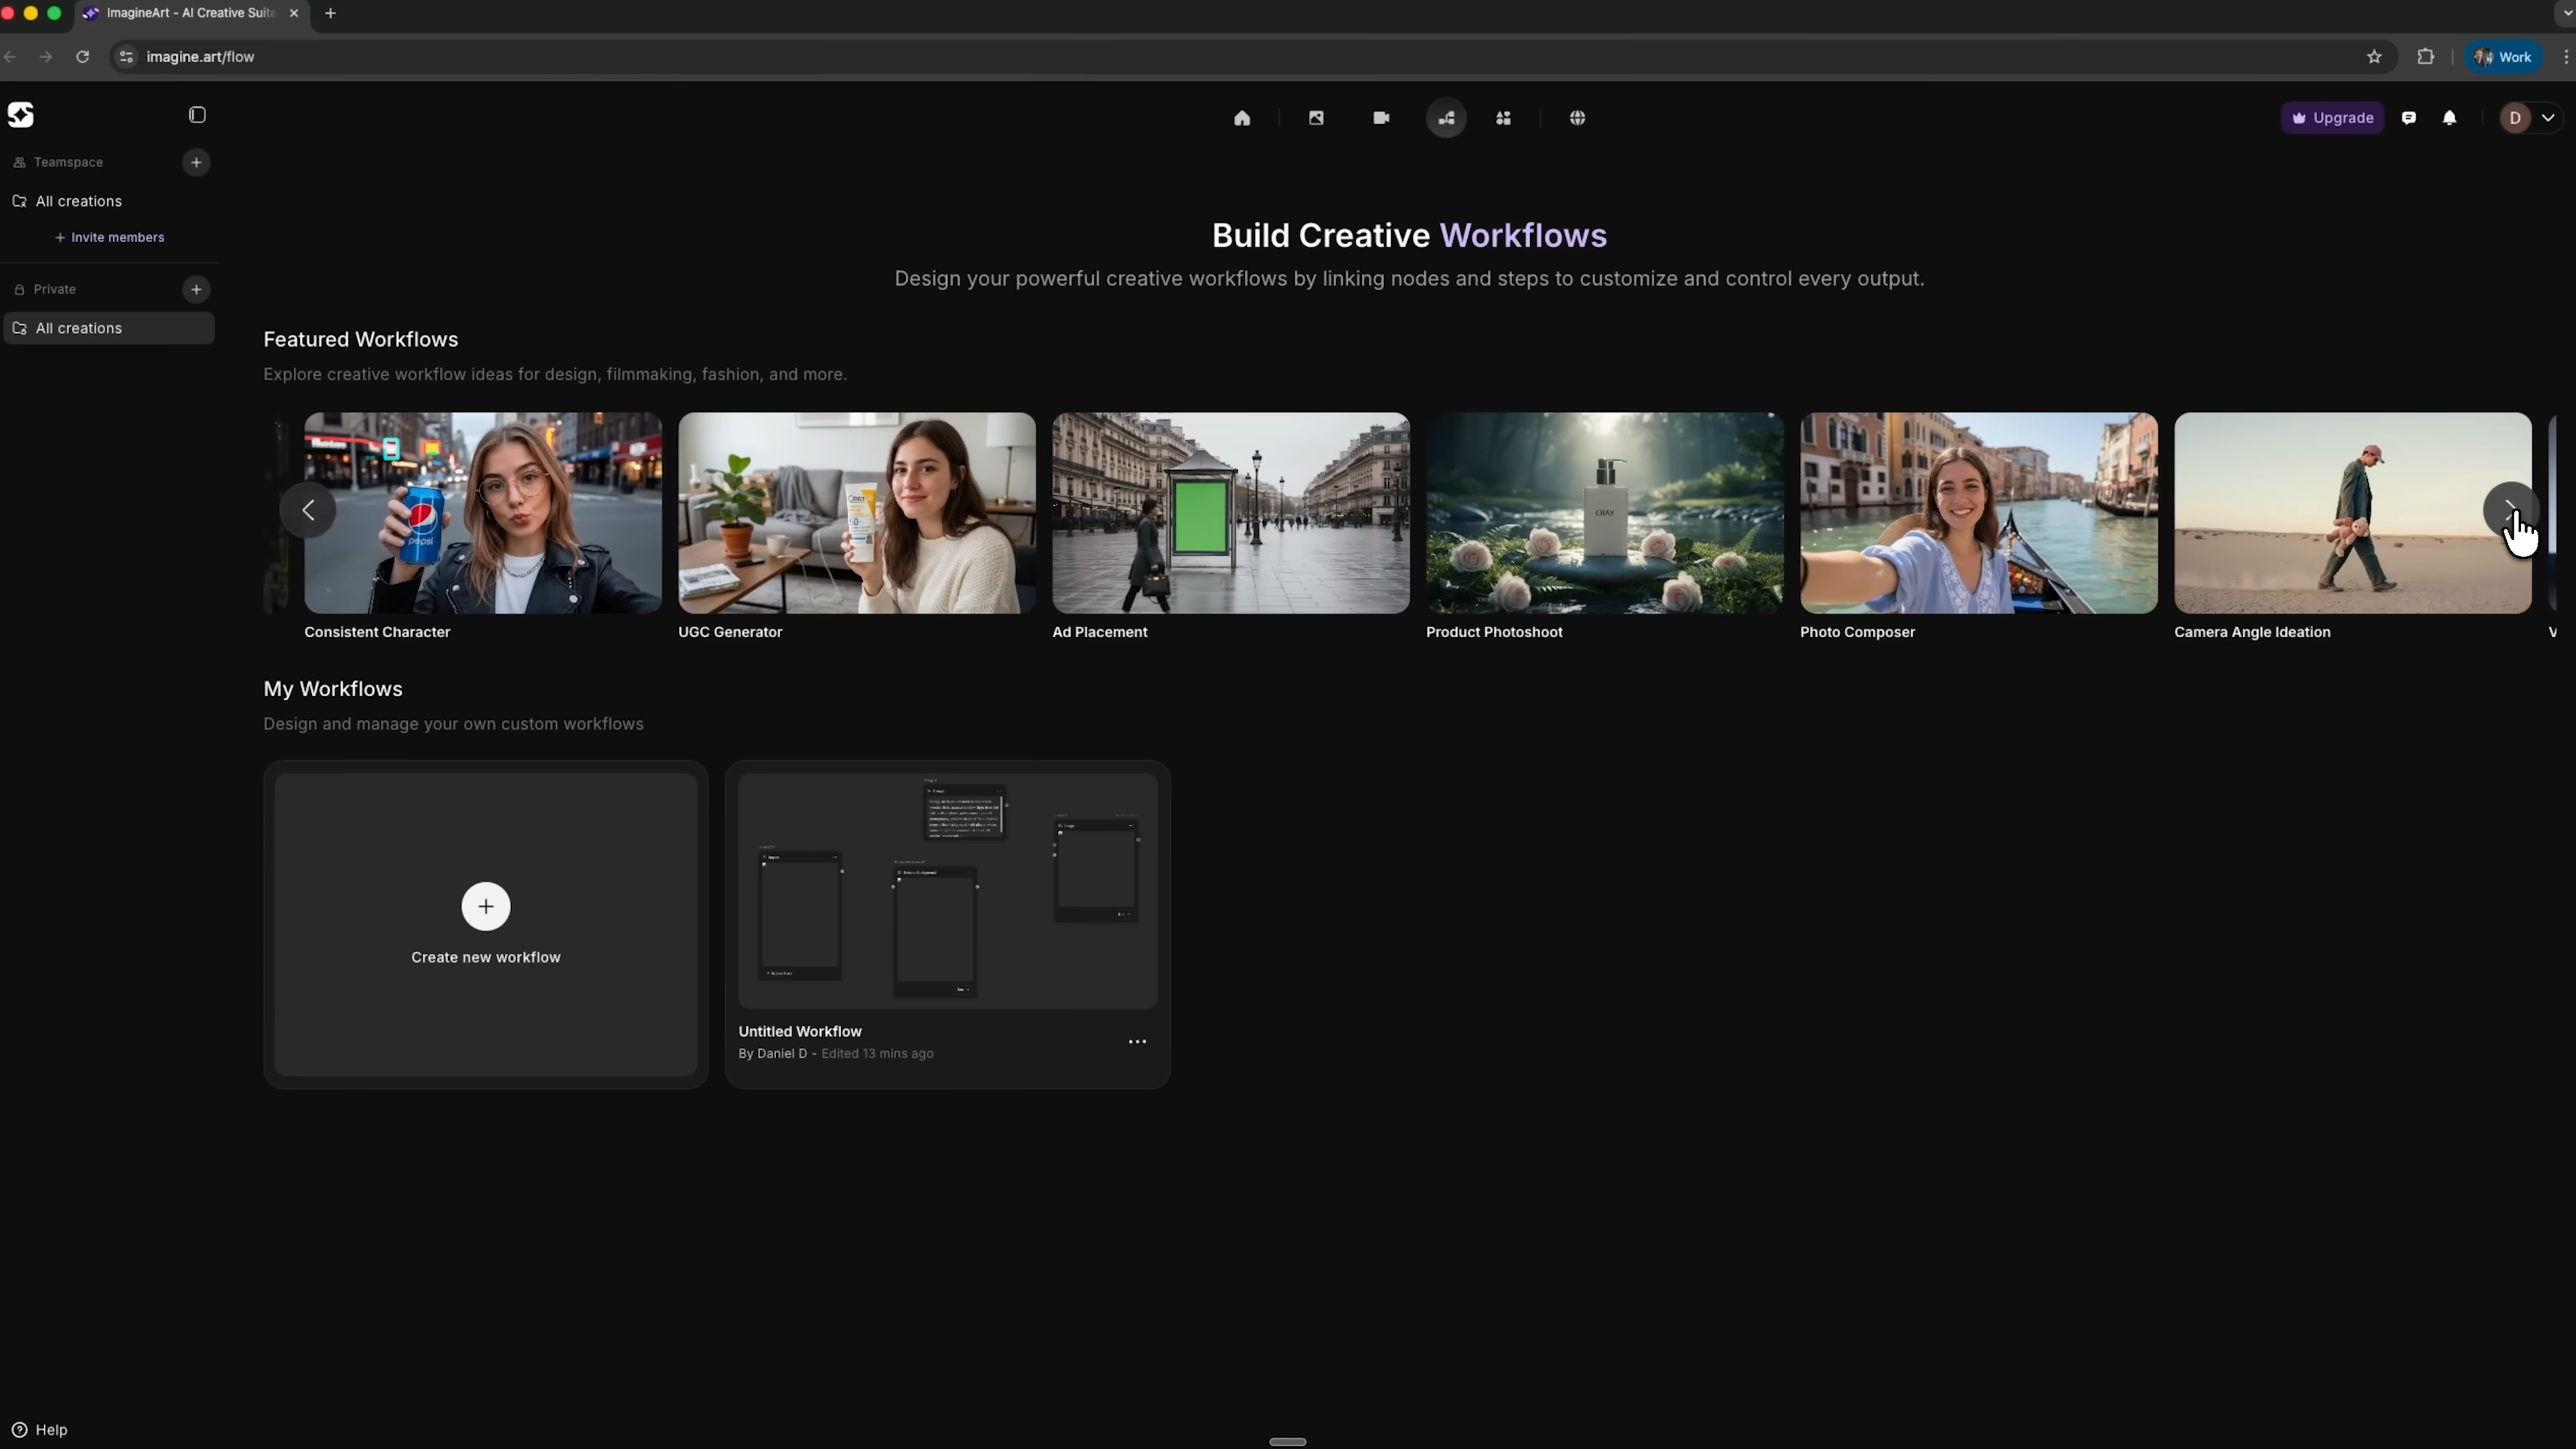 ImagineArt - AI Creative Suite
imagine.art/flow
Work
Upgrade
D
Teamspace
All creations
Invite members
Private
All creations
Build Creative Workflows
Design your powerful creative workflows by linking nodes and steps to customize and control every output.
Featured Workflows
Explore creative workflow ideas for design, filmmaking, fashion, and more.
pepsi
50+
OlAY
Consistent Character
UGC Generator
Ad Placement
Product Photoshoot
Photo Composer
Camera Angle Ideation
V
My Workflows
Design and manage your own custom workflows
Create new workflow
Untitled Workflow
By Daniel D - Edited 13 mins ago
Help